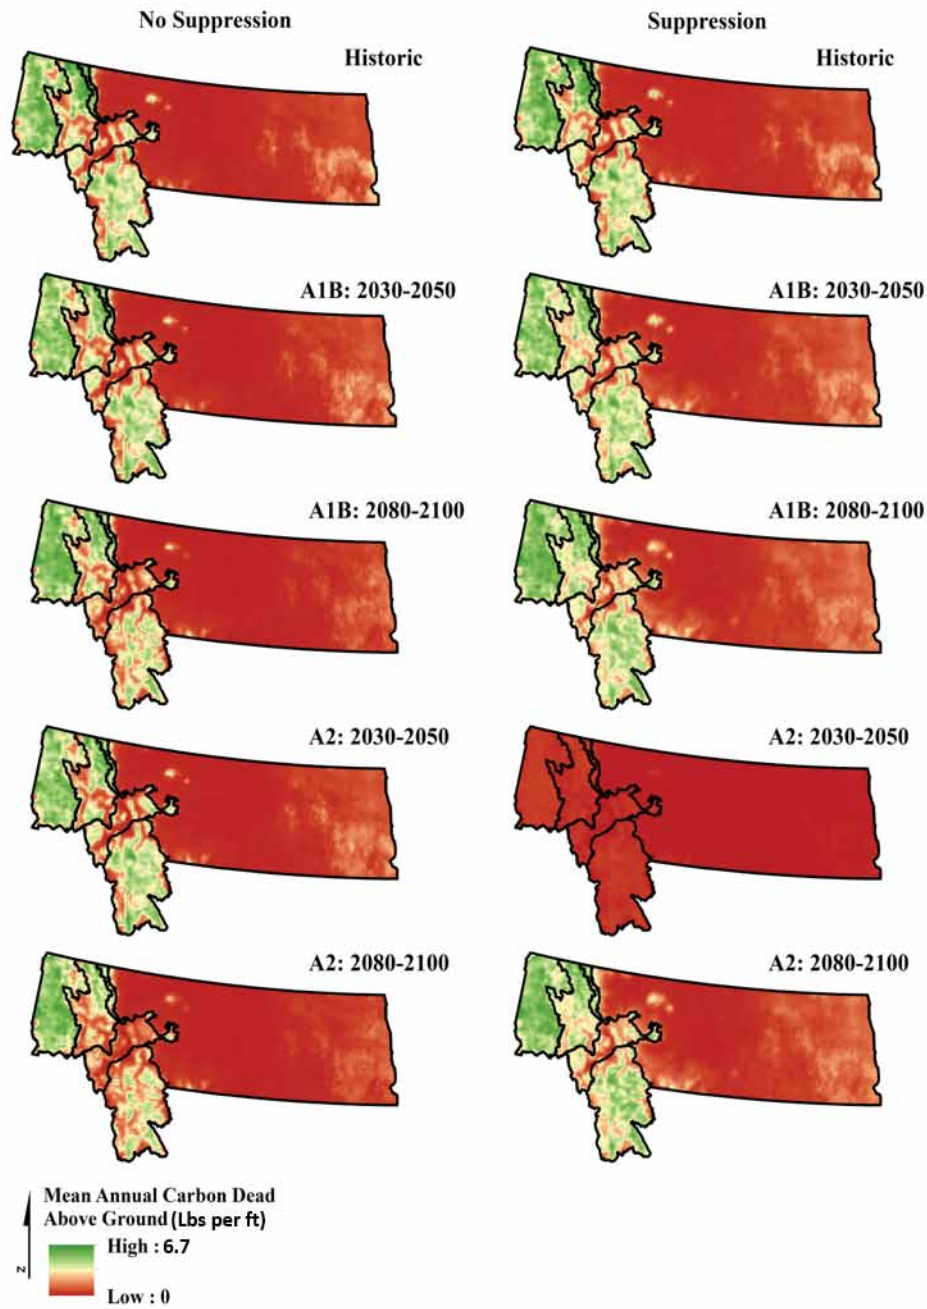 No Suppression
Suppression
Historic
Historic
A1B: 2030-2050
A1B: 2030-2050
A1B: 2080-2100
A1B: 2080-2100
A2: 2030-2050
A2: 2030-2050
A2: 2080-2100
A2: 2080-2100
Mean Annual Carbon Dead
Above Ground (Lbs per ft)
High : 6.7
Low : 0
N